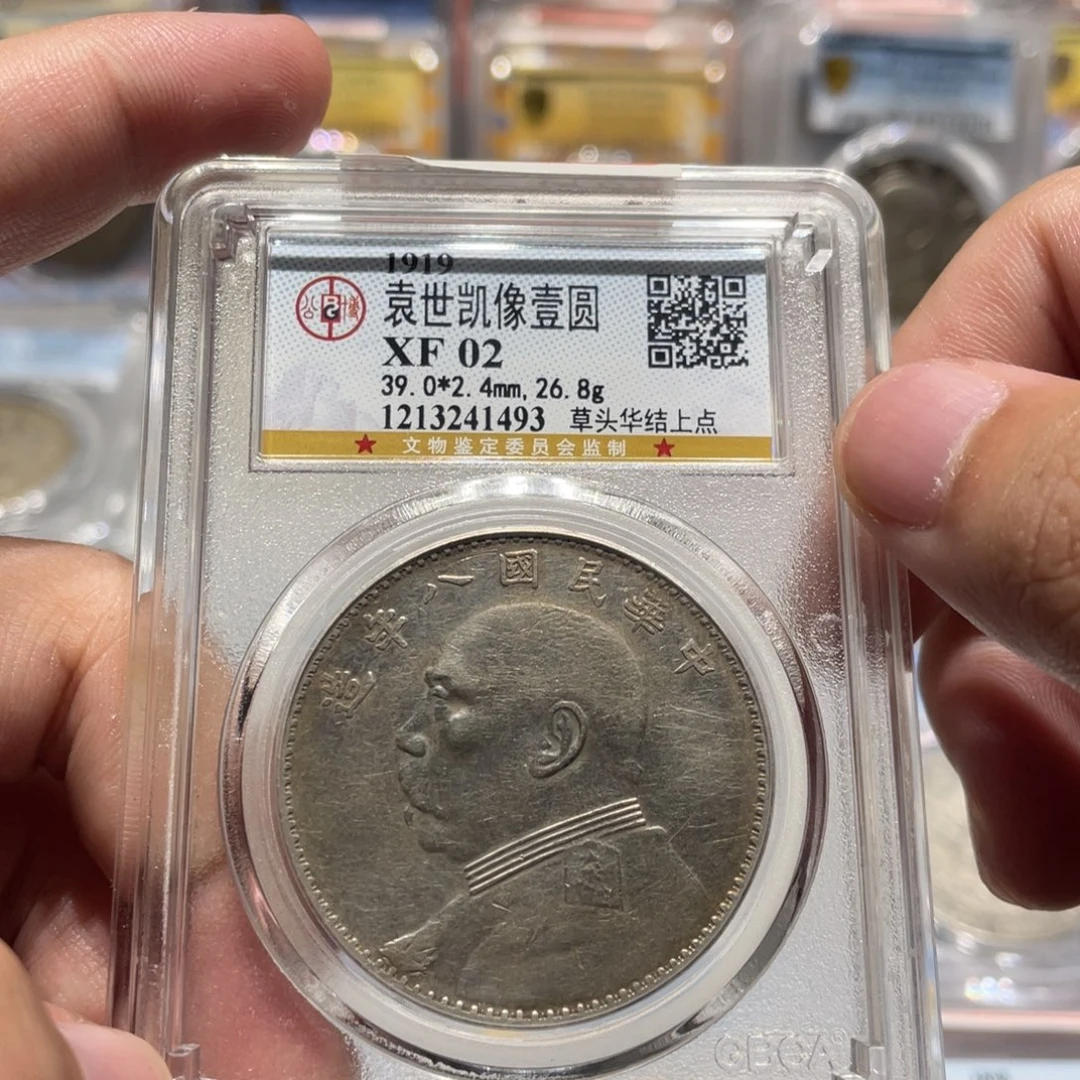 1919
袁世凯像壹圆
XF 02
39.0*2.4mm,26.8g
1213241493 草头华结上点
★ 文物鉴定委员会监制 ★
公博
造年八國民華中
GBCA